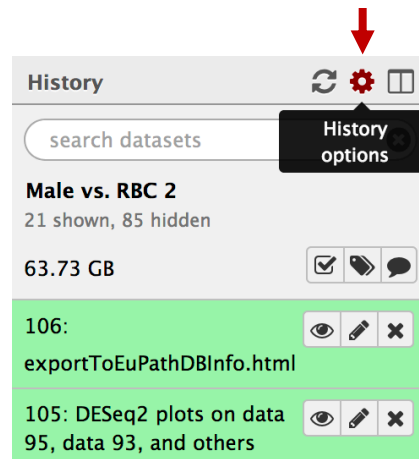 History
search datasets
History
options
Male vs. RBC 2
21 shown, 85 hidden
63.73 GB
106:
exportToEuPathDBInfo.html
105: DESeq2 plots on data
95, data 93, and others